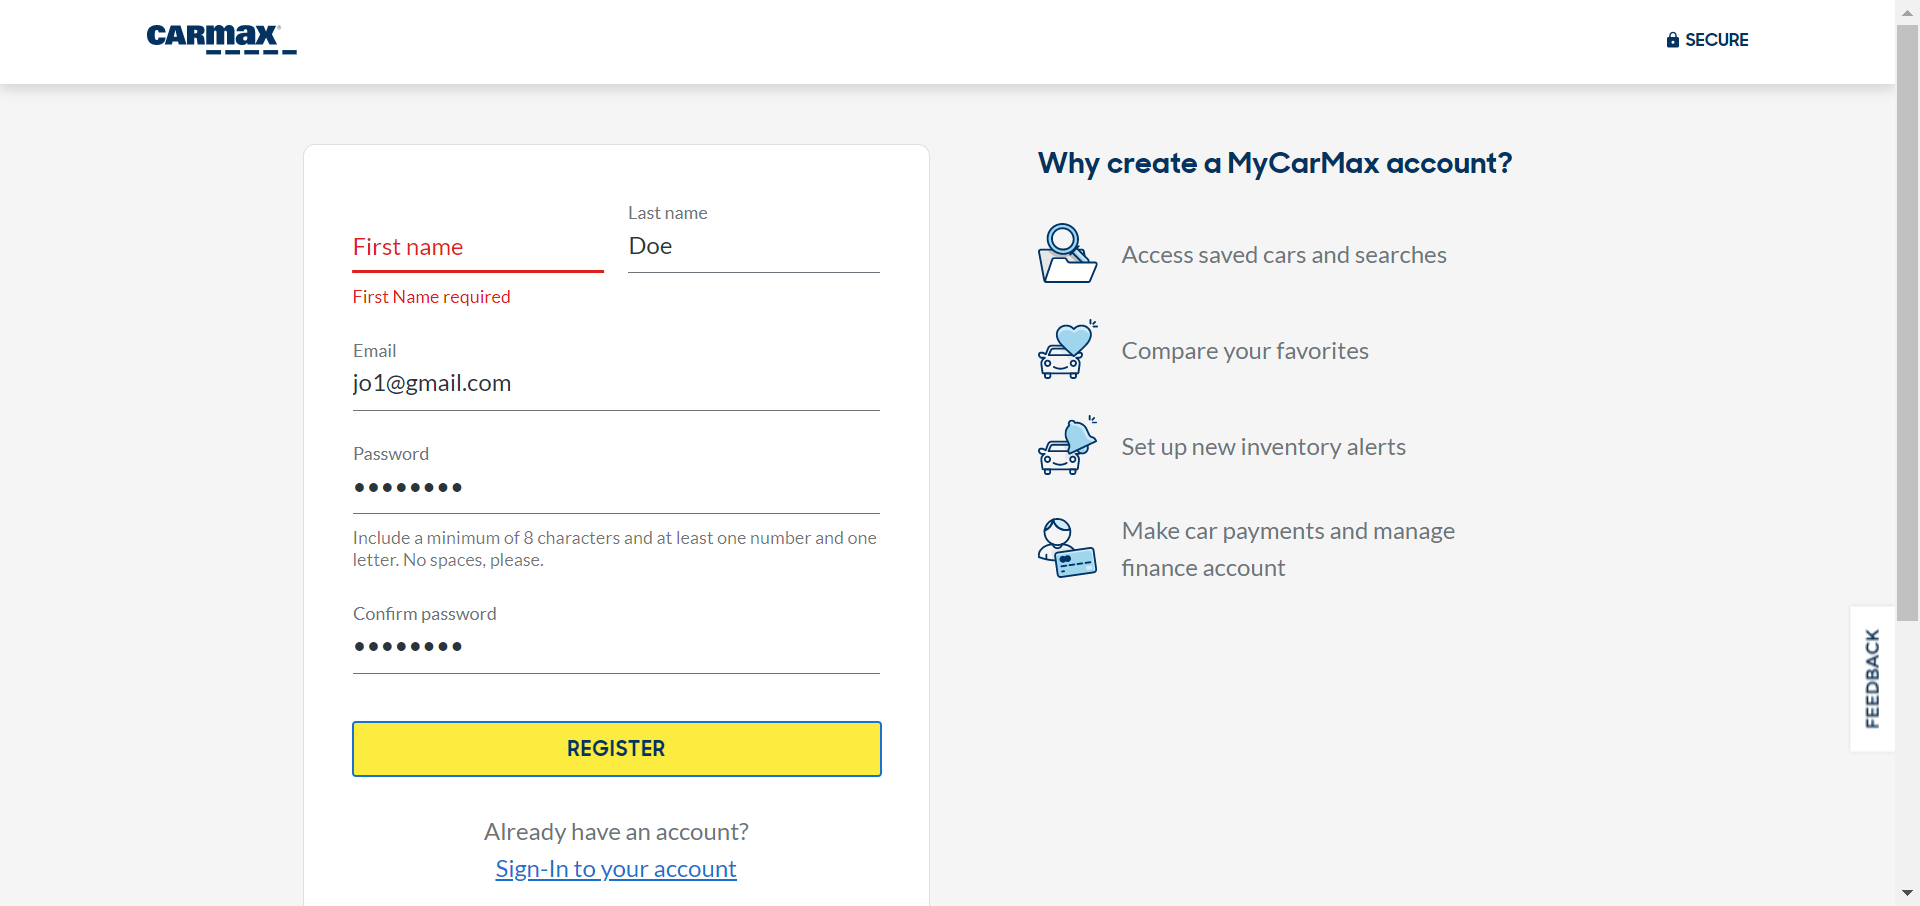 CARMAX
SECURE
First name
Last name
Doe
First Name required
Email
jo1@gmail.com
Password
••••••••
Include a minimum of 8 characters and at least one number and one
letter. No spaces, please.
Confirm password
••••••••
REGISTER
Already have an account?
Sign-In to your account
Why create a MyCarMax account?
Access saved cars and searches
Compare your favorites
Set up new inventory alerts
Make car payments and manage
finance account
FEEDBACK